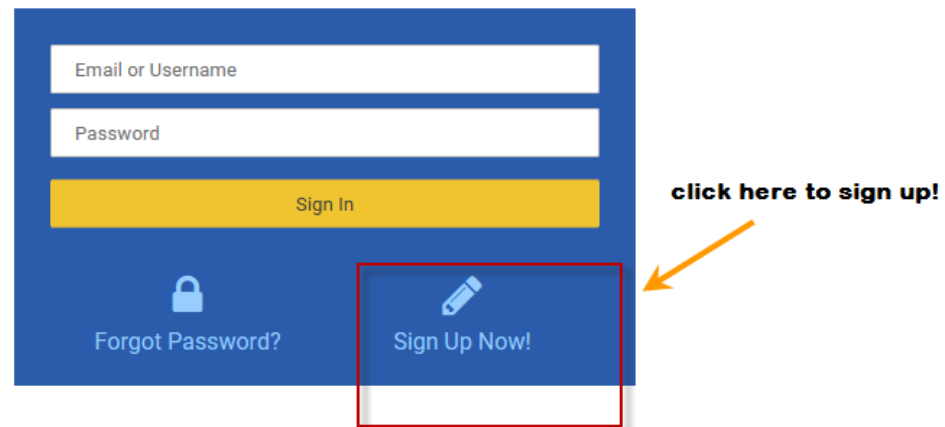 Email or Username
Password
Sign In
click here to sign up!
Forgot Password?
Sign Up Now!